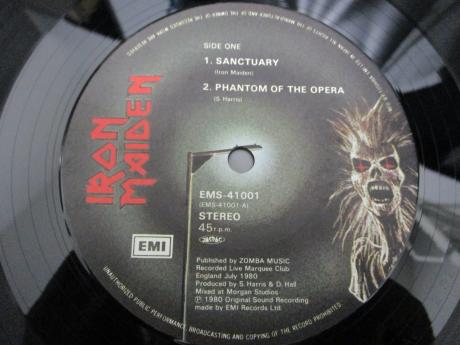 SIDE ONE
1. SANCTUARY
(Iron Maiden)
2. PHANTOM OF THE OPERA
(S. Harris)
IRON
MAIDEN
EMS-41001
(EMS-41001-A)
STEREO
45 r.p.m.
EMI
Published by ZOMBA MUSIC
Recorded Live Marquee Club
England July 1980
Produced by S. Harris & D. Hall
Mixed at Morgan Studios
Ⓟ 1980 Original Sound Recording
made by EMI Records Ltd.
UNAUTHORIZED PUBLIC PERFORMANCE, BROADCASTING AND COPYING OF THE RECORD PROHIBITED.